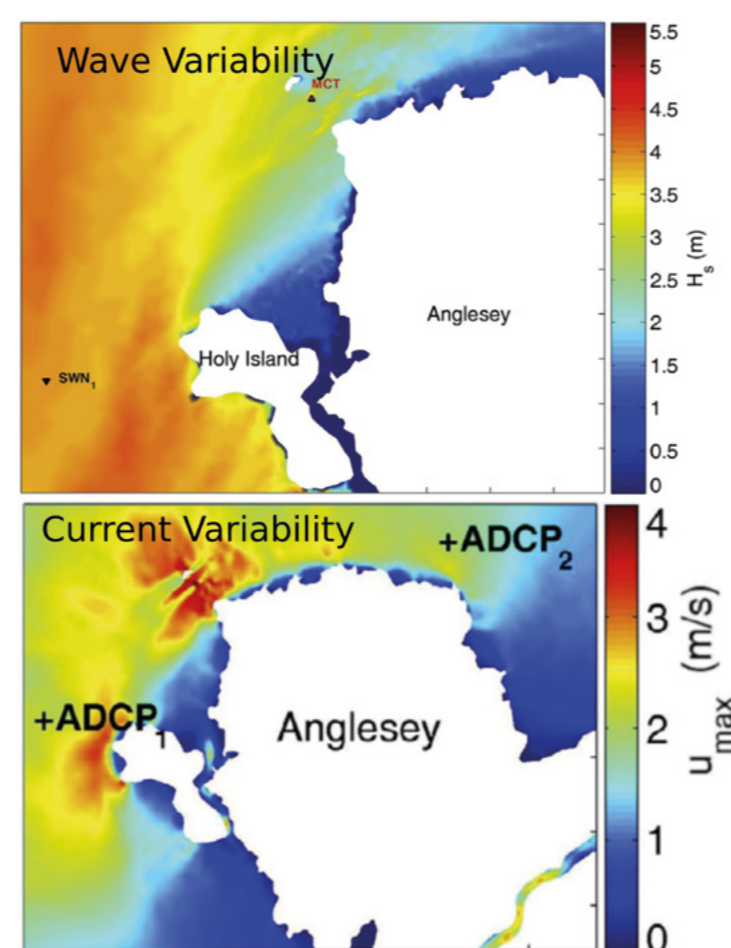 Wave Variability
MCT
Anglesey
Holy Island
SWN1
5.5
5
4.5
4
3.5
3
2.5
2
1.5
1
0.5
0
Hs (m)
Current Variability
+ADCP2
+ADCP1
Anglesey
4
3
2
1
0
umax (m/s)